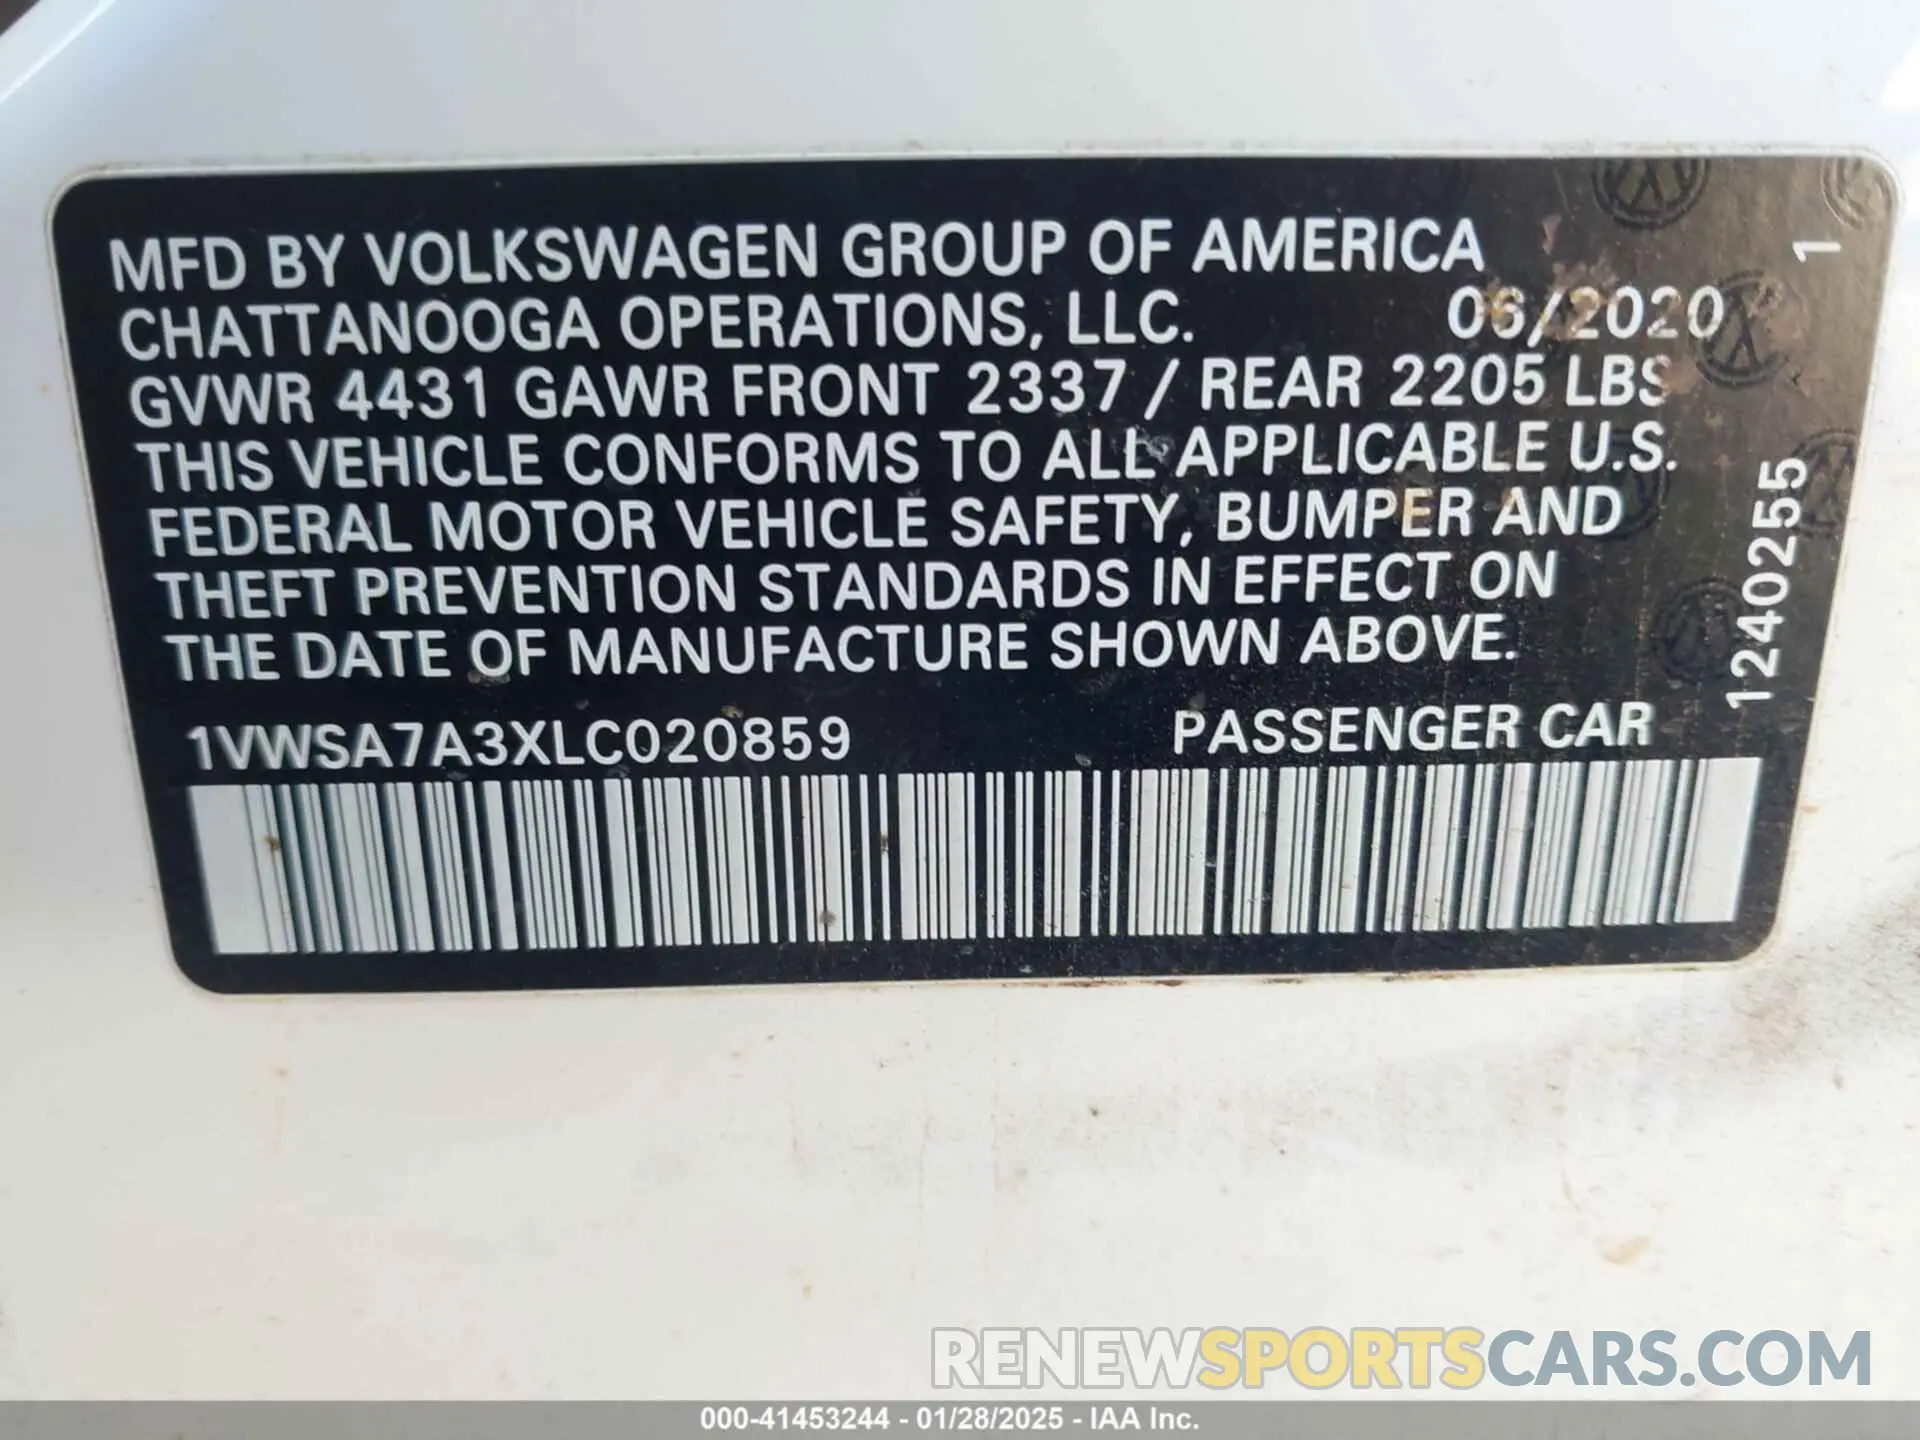 MFD BY VOLKSWAGEN GROUP OF AMERICA
CHATTANOOGA OPERATIONS, LLC. 06/2020
GVWR 4431 GAWR FRONT 2337 / REAR 2205 LBS
THIS VEHICLE CONFORMS TO ALL APPLICABLE U.S.
FEDERAL MOTOR VEHICLE SAFETY, BUMPER AND
THEFT PREVENTION STANDARDS IN EFFECT ON
THE DATE OF MANUFACTURE SHOWN ABOVE.
1VWSA7A3XLC020859 PASSENGER CAR
1240255
1
RENEWSPORTSCARS.COM
000-41453244 - 01/28/2025 - IAA Inc.